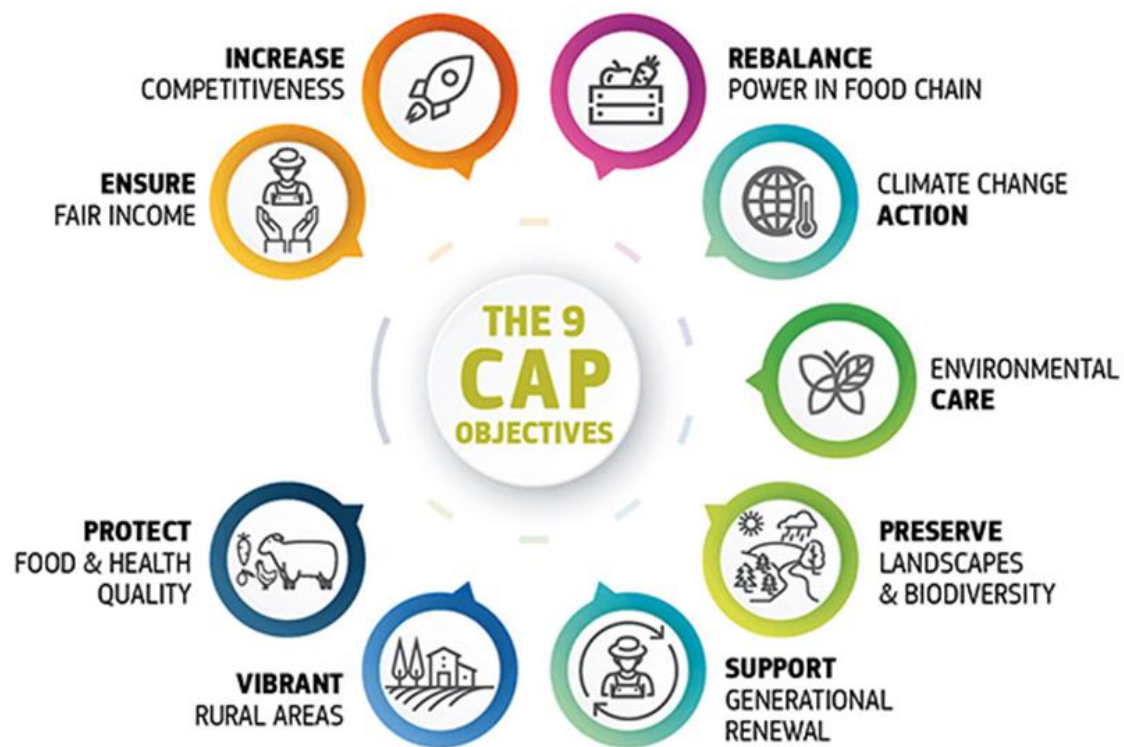 INCREASE
COMPETITIVENESS
REBALANCE
POWER IN FOOD CHAIN
ENSURE
FAIR INCOME
CLIMATE CHANGE
ACTION
THE 9
CAP
OBJECTIVES
ENVIRONMENTAL
CARE
PROTECT
FOOD & HEALTH
QUALITY
PRESERVE
LANDSCAPES
& BIODIVERSITY
VIBRANT
RURAL AREAS
SUPPORT
GENERATIONAL
RENEWAL